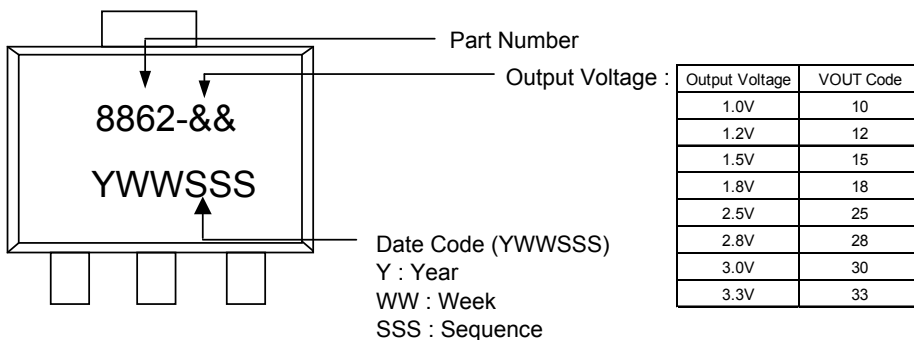 Part Number
Output Voltage :
8862-&&
YWWSSS
Date Code (YWWSSS)
Y : Year
WW : Week
SSS : Sequence
Output Voltage VOUT Code
1.0V 10
1.2V 12
1.5V 15
1.8V 18
2.5V 25
2.8V 28
3.0V 30
3.3V 33